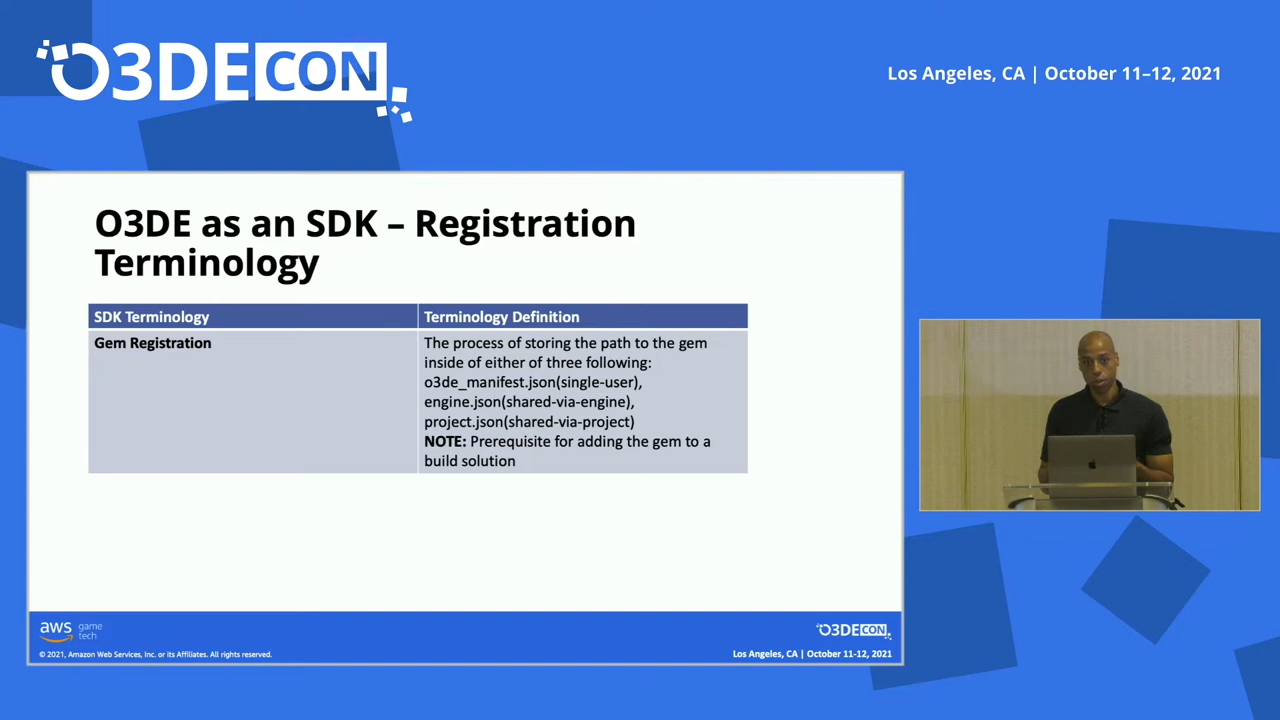 O3DECON
Los Angeles, CA | October 11–12, 2021
O3DE as an SDK – Registration
Terminology
SDK Terminology
Terminology Definition
Gem Registration
The process of storing the path to the gem
inside of either of three following:
o3de_manifest.json(single-user),
engine.json(shared-via-engine),
project.json(shared-via-project)
NOTE: Prerequisite for adding the gem to a
build solution
aws game
tech
O3DECON
© 2021, Amazon Web Services, Inc. or its Affiliates. All rights reserved.
Los Angeles, CA | October 11-12, 2021